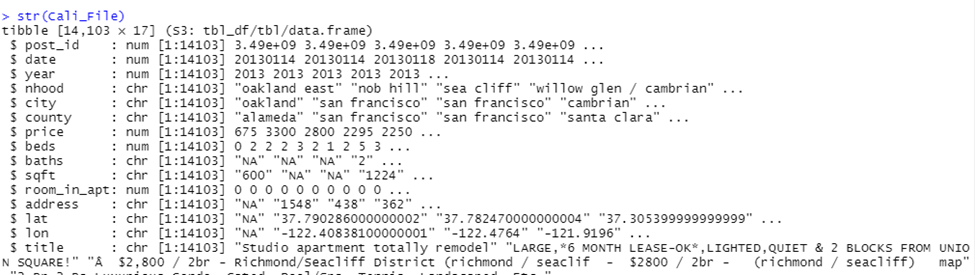 > str(Cali_File)
tibble [14,103 × 17] (S3: tbl_df/tbl/data.frame)
$ post_id    : num [1:14103] 3.49e+09 3.49e+09 3.49e+09 3.49e+09 3.49e+09 ...
$ date       : num [1:14103] 20130114 20130114 20130118 20130114 20130114 ...
$ year       : num [1:14103] 2013 2013 2013 2013 2013 ...
$ nhood      : chr [1:14103] "oakland east" "nob hill" "sea cliff" "willow glen / cambrian" ...
$ city       : chr [1:14103] "oakland" "san francisco" "san francisco" "cambrian" ...
$ county     : chr [1:14103] "alameda" "san francisco" "san francisco" "santa clara" ...
$ price      : num [1:14103] 675 3300 2800 2295 2250 ...
$ beds       : num [1:14103] 0 2 2 2 3 2 1 2 5 3 ...
$ baths      : chr [1:14103] "NA" "NA" "NA" "2" ...
$ sqft       : chr [1:14103] "600" "NA" "NA" "1224" ...
$ room_in_apt: num [1:14103] 0 0 0 0 0 0 0 0 0 0 ...
$ address    : chr [1:14103] "NA" "1548" "438" "362" ...
$ lat        : chr [1:14103] "NA" "37.790286000000002" "37.782470000000004" "37.305399999999999" ...
$ lon        : chr [1:14103] "NA" "-122.40838100000001" "-122.4764" "-121.9196" ...
$ title      : chr [1:14103] "Studio apartment totally remodel" "LARGE,*6 MONTH LEASE-OK*,LIGHTED,QUIET & 2 BLOCKS FROM UNIO
N SQUARE!" "Â  $2,800 / 2br - Richmond/Seacliff District (richmond / seaclif  -  $2800 / 2br -   (richmond / seacliff)   map"